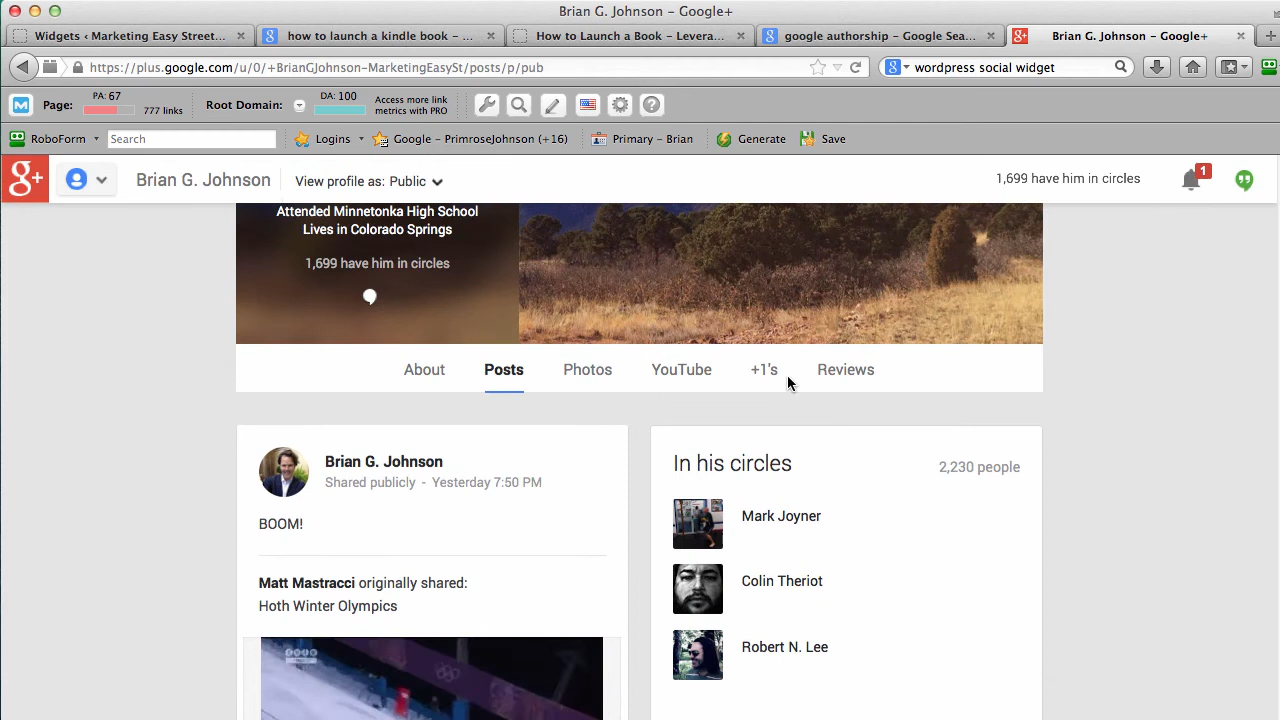 Brian G. Johnson – Google+
Widgets ‹ Marketing Easy Street...
how to launch a kindle book – ...
How to Launch a Book – Levera...
google authorship – Google Sea...
Brian G. Johnson – Google+
https://plus.google.com/u/0/+BrianGJohnson-MarketingEasySt/posts/p/pub
wordpress social widget
Page:
PA: 67
777 links
Root Domain:
DA: 100
Access more link
metrics with PRO
RoboForm
Search
Logins
Google – PrimroseJohnson (+16)
Primary – Brian
Generate
Save
g+
Brian G. Johnson
View profile as: Public
1,699 have him in circles
1
Attended Minnetonka High School
Lives in Colorado Springs
1,699 have him in circles
About
Posts
Photos
YouTube
+1's
Reviews
Brian G. Johnson
Shared publicly - Yesterday 7:50 PM
BOOM!
Matt Mastracci originally shared:
Hoth Winter Olympics
In his circles
2,230 people
Mark Joyner
Colin Theriot
Robert N. Lee